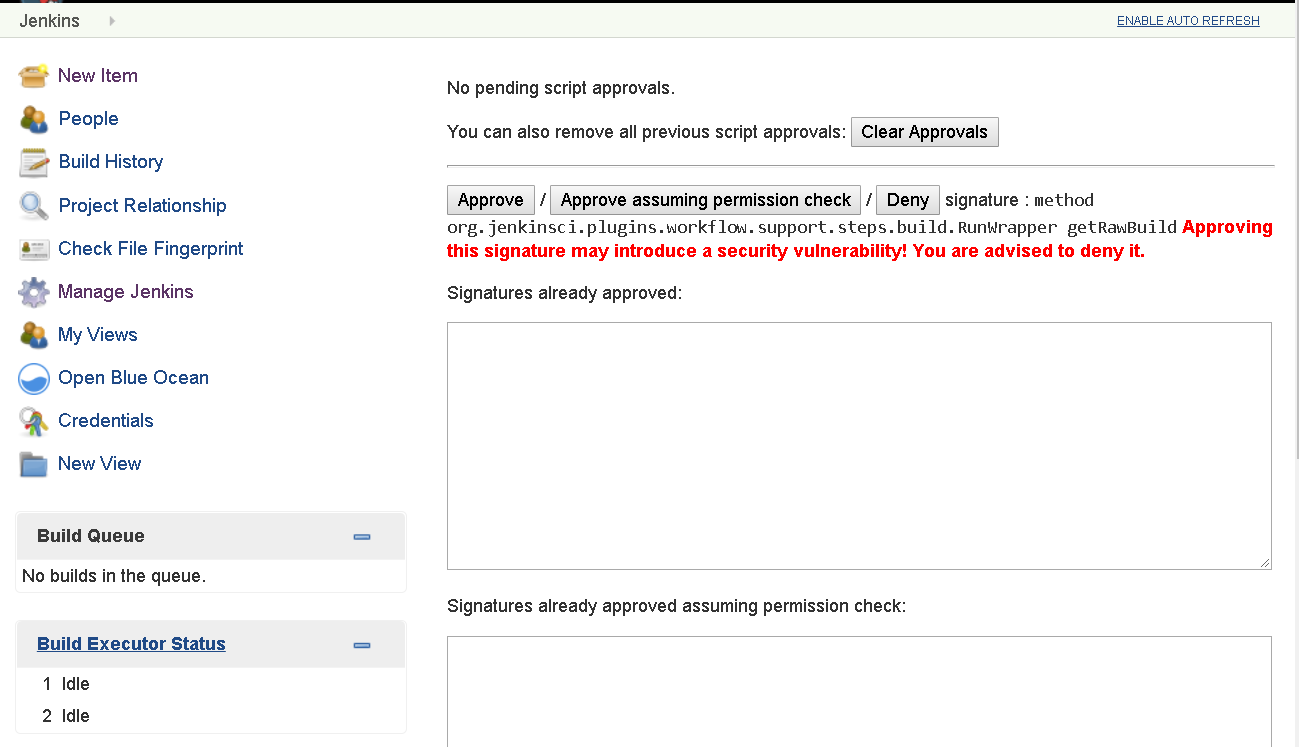 Jenkins
ENABLE AUTO REFRESH
New Item
People
Build History
Project Relationship
Check File Fingerprint
Manage Jenkins
My Views
Open Blue Ocean
Credentials
New View
Build Queue
No builds in the queue.
Build Executor Status
1 Idle
2 Idle
No pending script approvals.
You can also remove all previous script approvals: Clear Approvals
Approve / Approve assuming permission check / Deny signature : method
org.jenkinsci.plugins.workflow.support.steps.build.RunWrapper getRawBuild Approving
this signature may introduce a security vulnerability! You are advised to deny it.
Signatures already approved:
Signatures already approved assuming permission check: